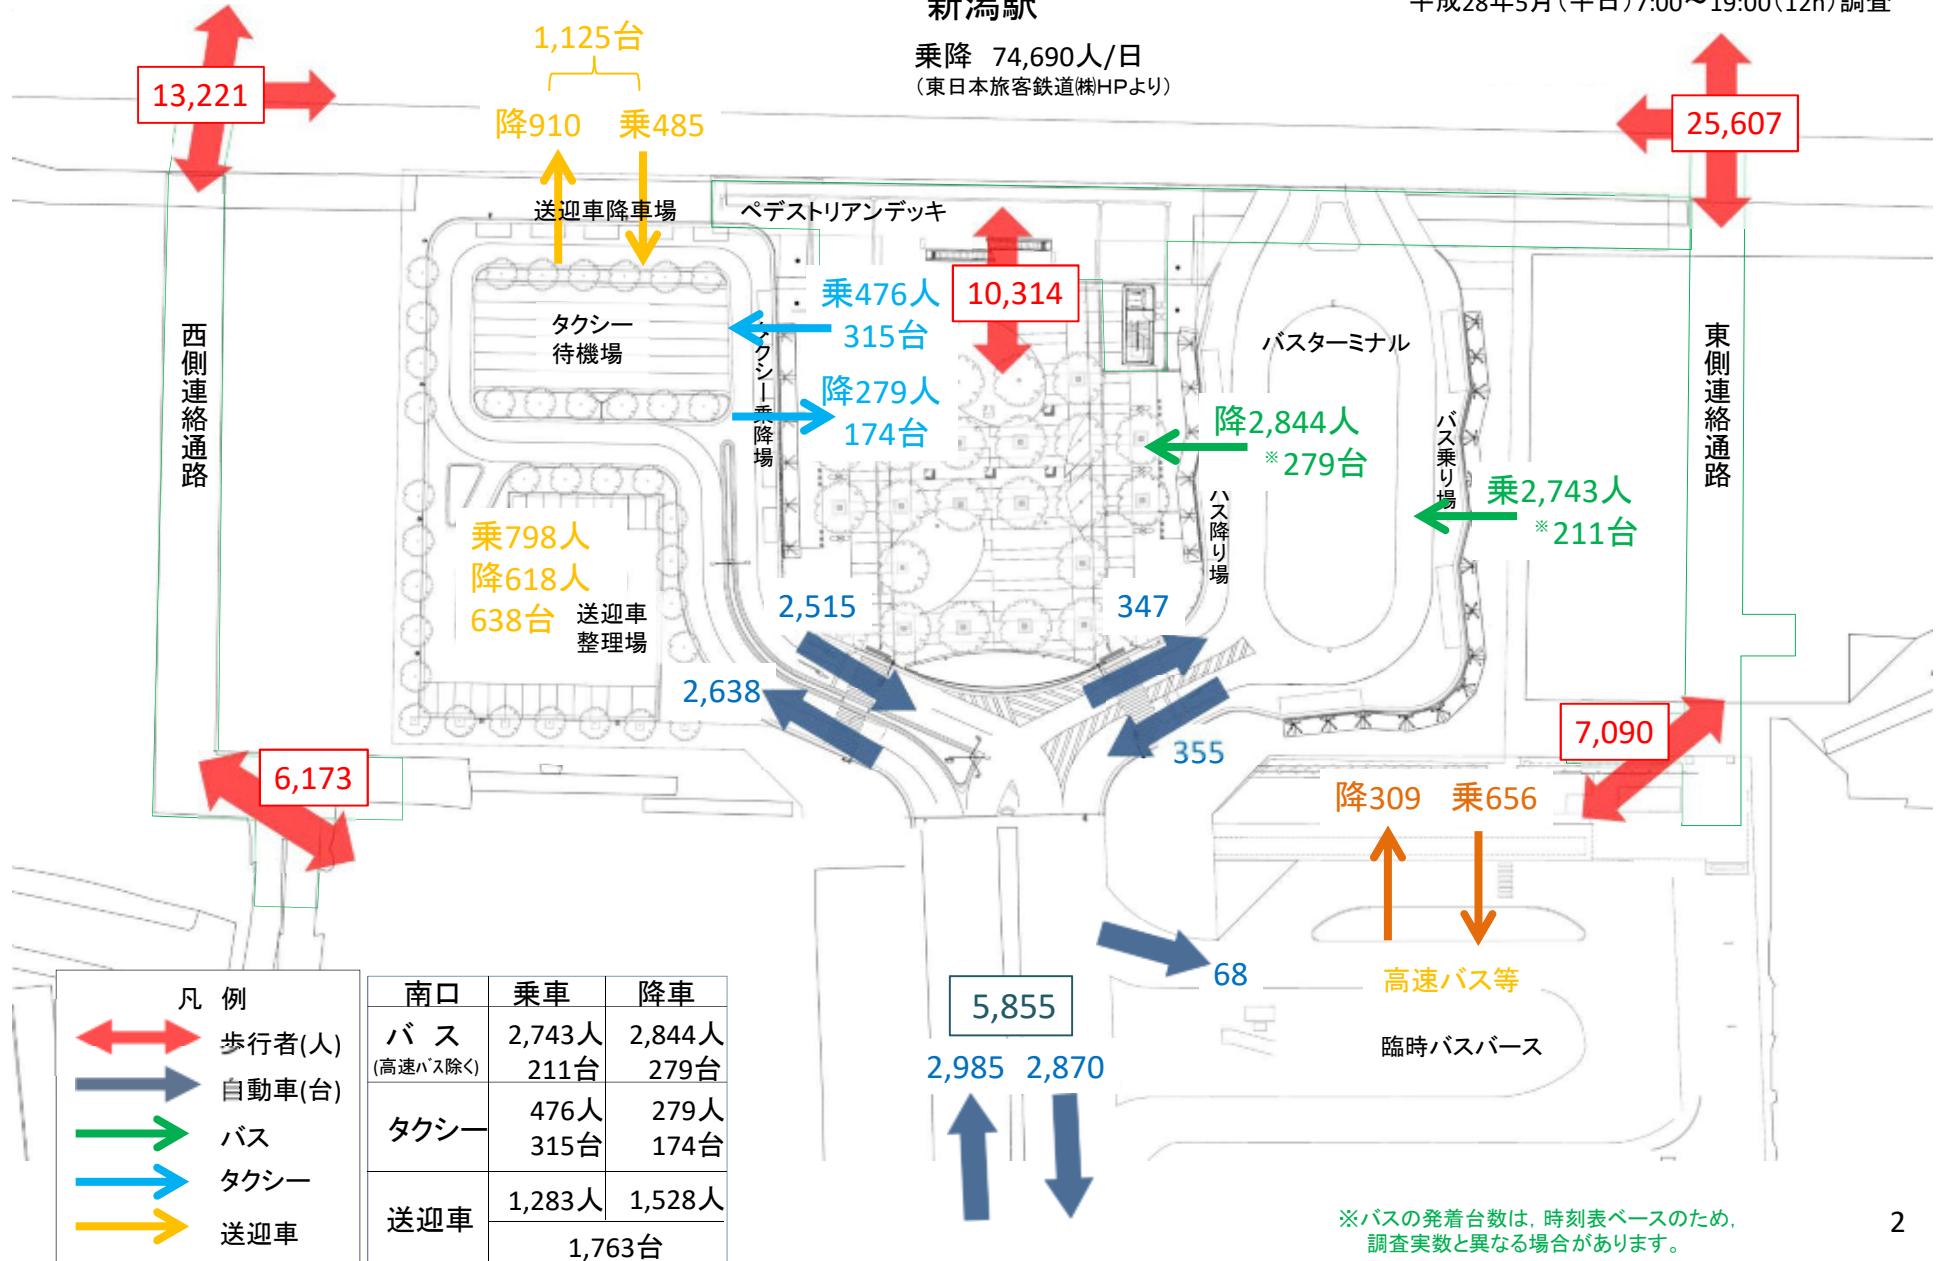 新潟駅
平成28年5月(平日)7:00~19:00(12h)調査
乗降 74,690人/日
(東日本旅客鉄道㈱HPより)
1,125台
降910 乗485
13,221
25,607
送迎車降車場
ペデストリアンデッキ
10,314
乗476人
315台
降279人
174台
タクシー
待機場
タクシー乗降場
バスターミナル
西側連絡通路
東側連絡通路
降2,844人
※279台
バス乗り場
乗2,743人
※211台
バス降り場
乗798人
降618人
638台
送迎車
整理場
2,515
347
2,638
355
7,090
6,173
降309 乗656
高速バス等
68
臨時バスバース
5,855
2,985 2,870
凡 例
歩行者(人)
自動車(台)
バス
タクシー
送迎車
南口 乗車 降車
バ ス 2,743人 2,844人
(高速バス除く) 211台 279台
タクシー 476人 279人
315台 174台
送迎車 1,283人 1,528人
1,763台
※バスの発着台数は,時刻表ベースのため,
調査実数と異なる場合があります。
2